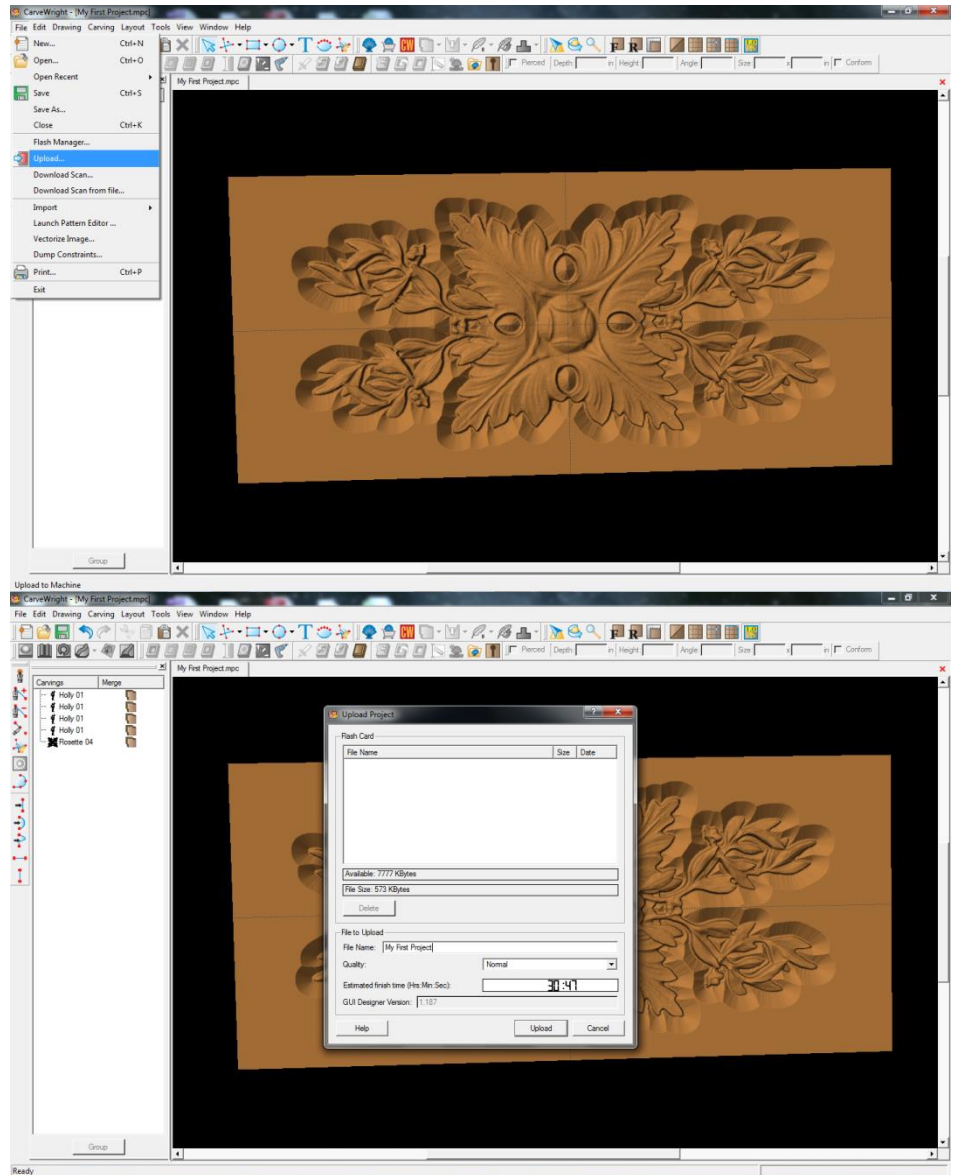 CarveWright - [My First Project.mpc]
File Edit Drawing Carving Layout Tools View Window Help
New... Ctrl+N
Open... Ctrl+O
Open Recent
Save Ctrl+S
Save As...
Close Ctrl+K
Flash Manager...
Upload...
Download Scan...
Download Scan from file...
Import
Launch Pattern Editor ...
Vectorize Image...
Dump Constraints...
Print... Ctrl+P
Exit
T CW F R
Pierced Depth: in Height: Angle: Size: x in Conform
My First Project.mpc
Group
Upload to Machine
CarveWright - [My First Project.mpc]
File Edit Drawing Carving Layout Tools View Window Help
T CW F R
Pierced Depth: in Height: Angle: Size: x in Conform
My First Project.mpc
Carvings Merge
Holly 01
Holly 01
Holly 01
Holly 01
Rosette 04
Upload Project
Flash Card
File Name Size Date
Available: 7777 KBytes
File Size: 573 KBytes
Delete
File to Upload
File Name: My First Project
Quality: Normal
Estimated finish time (Hrs:Min:Sec): 30:47
GUI Designer Version: 1.187
Help Upload Cancel
Group
Ready